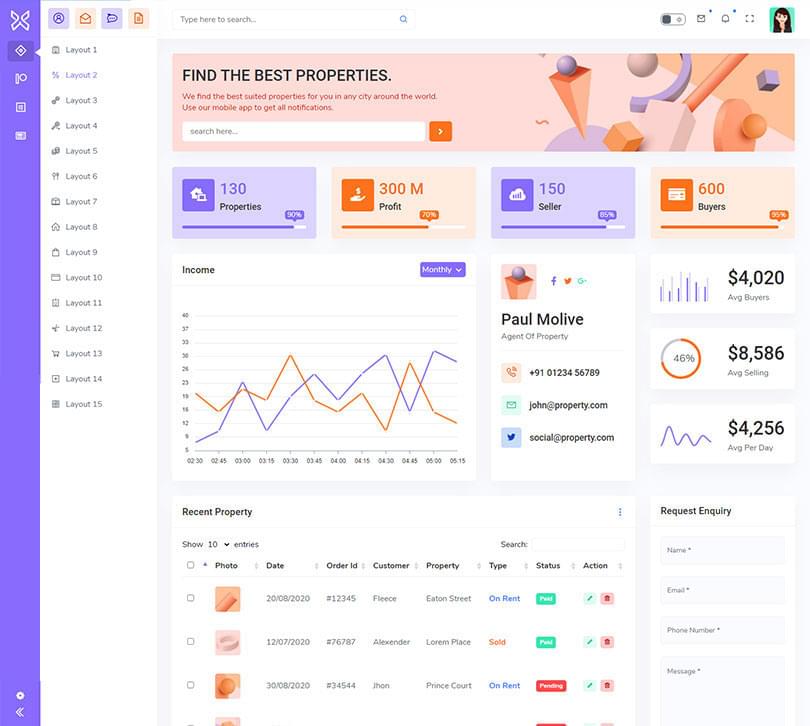 Type here to search...
Layout 1
Layout 2
Layout 3
Layout 4
Layout 5
Layout 6
Layout 7
Layout 8
Layout 9
Layout 10
Layout 11
Layout 12
Layout 13
Layout 14
Layout 15
FIND THE BEST PROPERTIES.
We find the best suited properties for you in any city around the world.
Use our mobile app to get all notifications.
search here...
130
Properties
90%
300 M
Profit
70%
150
Seller
85%
600
Buyers
95%
Income
Monthly
40
37
33
30
26
23
19
16
12
9
5
02:30 02:45 03:00 03:15 03:30 03:45 04:00 04:15 04:30 04:45 05:00 05:15
Paul Molive
Agent Of Property
+91 01234 56789
john@property.com
social@property.com
$4,020
Avg Buyers
46%
$8,586
Avg Selling
$4,256
Avg Per Day
Recent Property
Show 10 entries
Search:
Photo Date Order Id Customer Property Type Status Action
20/08/2020 #12345 Fleece Eaton Street On Rent Paid
12/07/2020 #76787 Alexender Lorem Place Sold Paid
30/08/2020 #34544 Jhon Prince Court On Rent Pending
Request Enquiry
Name *
Email *
Phone Number *
Message *